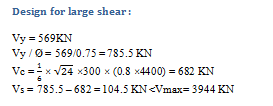 Design for large shear:
Vy = 569KN
Vy / Ø = 569/0.75 = 785.5 KN
Vc = 1/6 × √24 ×300 × (0.8 ×4400) = 682 KN
Vs = 785.5 – 682 = 104.5 KN <Vmax= 3944 KN